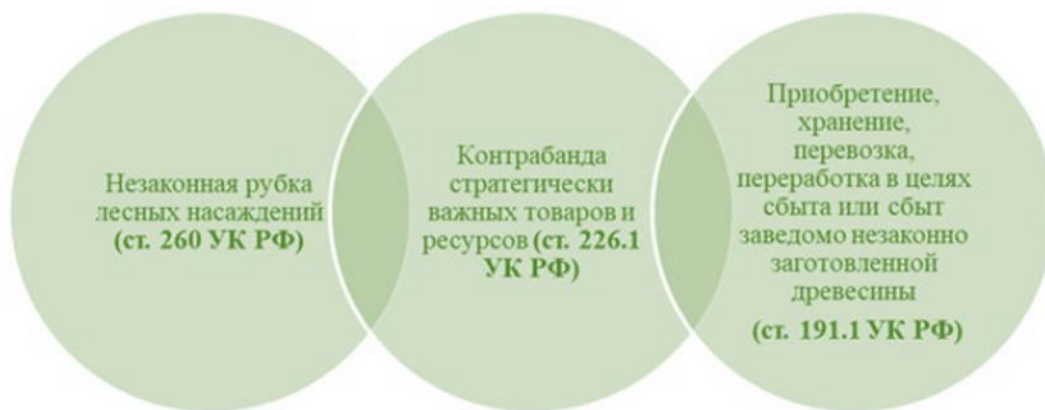 Незаконная рубка
лесных насаждений
(ст. 260 УК РФ)
Контрабанда
стратегически
важных товаров и
ресурсов (ст. 226.1
УК РФ)
Приобретение,
хранение,
перевозка,
переработка в целях
сбыта или сбыт
заведомо незаконно
заготовленной
древесины
(ст. 191.1 УК РФ)